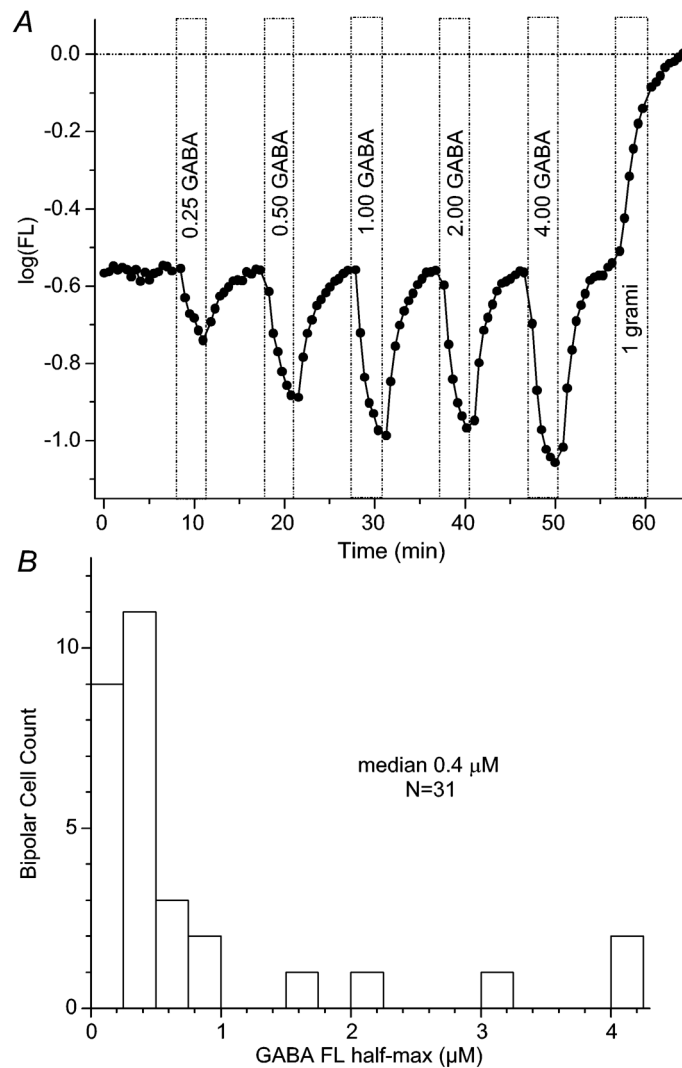 A
0.0
-0.2
-0.4
-0.6
-0.8
-1.0
log(FL)
0.25 GABA
0.50 GABA
1.00 GABA
2.00 GABA
4.00 GABA
1 grami
0 10 20 30 40 50 60
Time (min)
B
10
5
0
Bipolar Cell Count
median 0.4 μM
N=31
0 1 2 3 4
GABA FL half-max (μM)